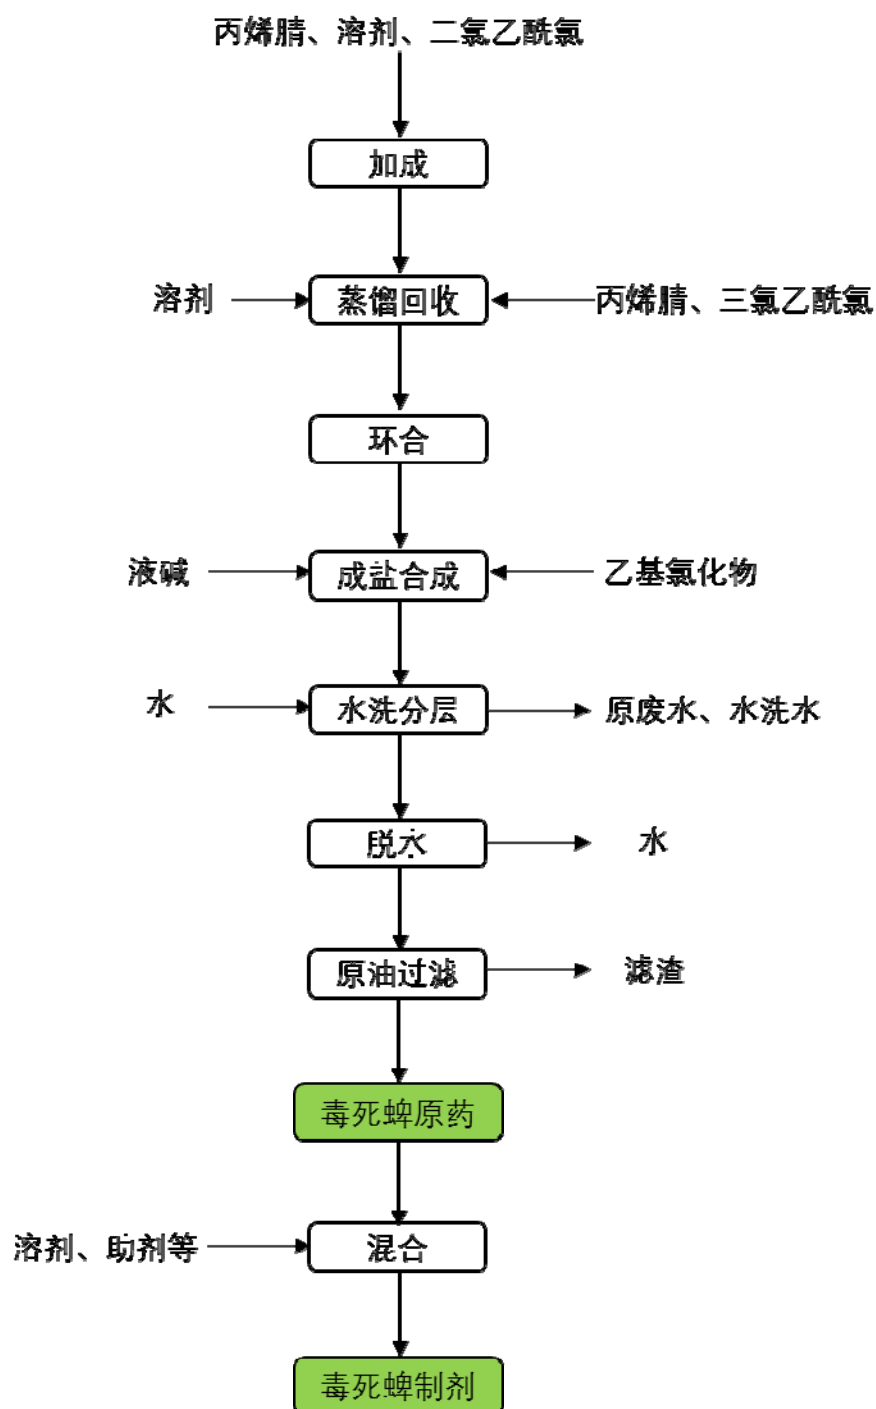 丙烯腈、溶剂、二氯乙酰氯
加成
溶剂
蒸馏回收
丙烯腈、三氯乙酰氯
环合
液碱
成盐合成
乙基氯化物
水
水洗分层
原废水、水洗水
脱水
水
原油过滤
滤渣
毒死蜱原药
溶剂、助剂等
混合
毒死蜱制剂